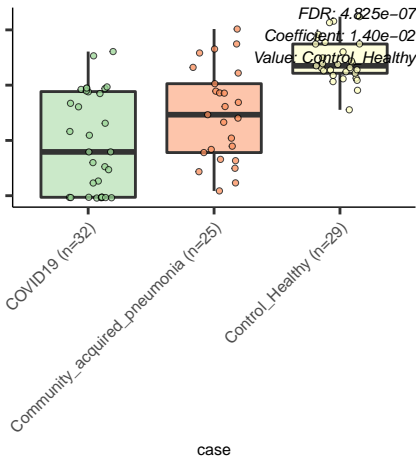 FDR: 4.825e−07
Coefficient: 1.40e−02
Value: Control_Healthy
COVID19 (n=32)
Community_acquired_pneumonia (n=25)
Control_Healthy (n=29)
case